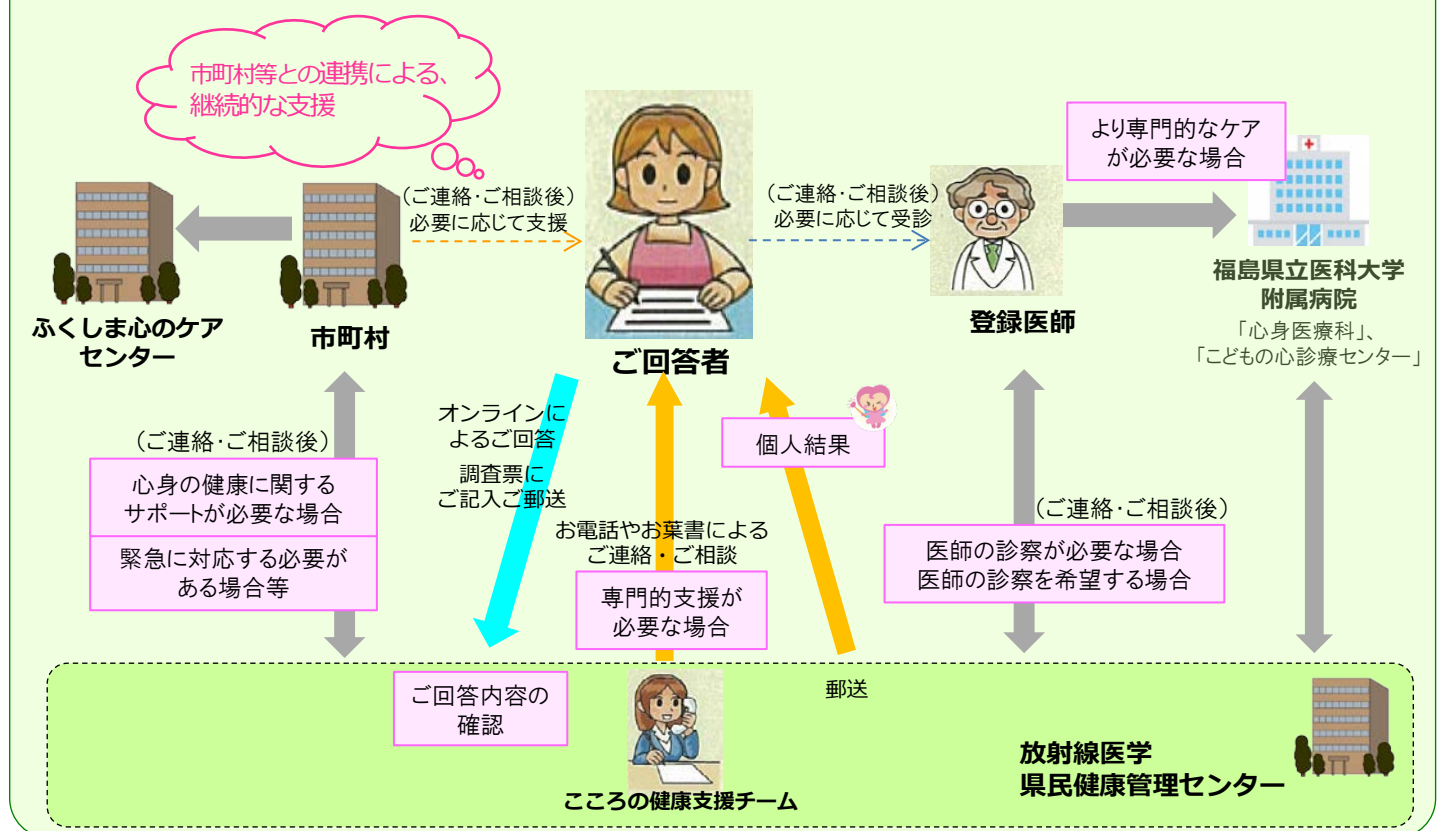 市町村等との連携による、
継続的な支援
(ご連絡・ご相談後)
必要に応じて支援
(ご連絡・ご相談後)
必要に応じて受診
より専門的なケア
が必要な場合
ふくしま心のケア
センター
市町村
ご回答者
登録医師
福島県立医科大学
附属病院
「心身医療科」、
「こどもの心診療センター」
(ご連絡・ご相談後)
心身の健康に関する
サポートが必要な場合
緊急に対応する必要が
ある場合等
オンラインに
よるご回答
調査票に
ご記入ご郵送
お電話やお葉書による
ご連絡・ご相談
専門的支援が
必要な場合
個人結果
(ご連絡・ご相談後)
医師の診察が必要な場合
医師の診察を希望する場合
ご回答内容の
確認
郵送
こころの健康支援チーム
放射線医学
県民健康管理センター